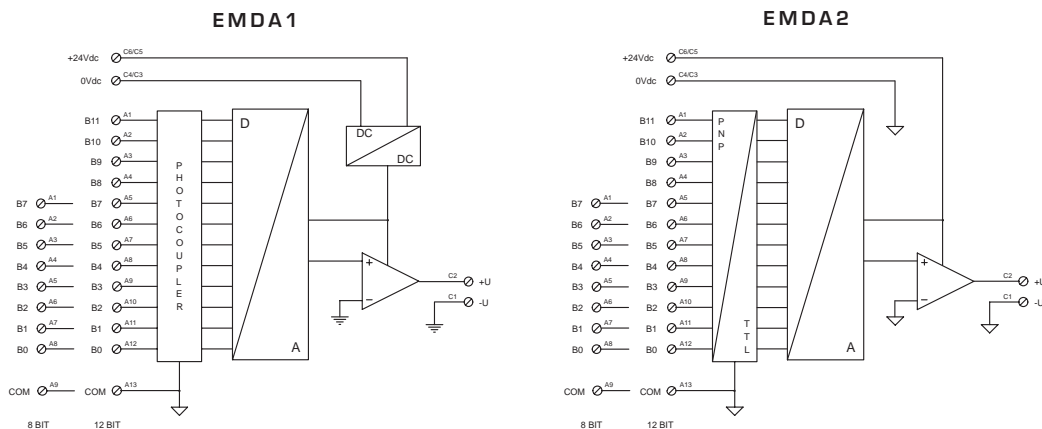 EMDA1
+24Vdc C6/C5
0Vdc C4/C3
B11 A1
B10 A2
B9 A3
B8 A4
B7 A1 B7 A5
B6 A2 B6 A6
B5 A3 B5 A7
B4 A4 B4 A8
B3 A5 B3 A9
B2 A6 B2 A10
B1 A7 B1 A11
B0 A8 B0 A12
COM A9 COM A13
8 BIT 12 BIT
PHOTOCOUPLER
D
A
DC
DC
+
−
C2 +U
C1 -U
EMDA2
+24Vdc C6/C5
0Vdc C4/C3
B11 A1
B10 A2
B9 A3
B8 A4
B7 A1 B7 A5
B6 A2 B6 A6
B5 A3 B5 A7
B4 A4 B4 A8
B3 A5 B3 A9
B2 A6 B2 A10
B1 A7 B1 A11
B0 A8 B0 A12
COM A9 COM A13
8 BIT 12 BIT
PNP
TTL
D
A
+
−
C2 +U
C1 -U